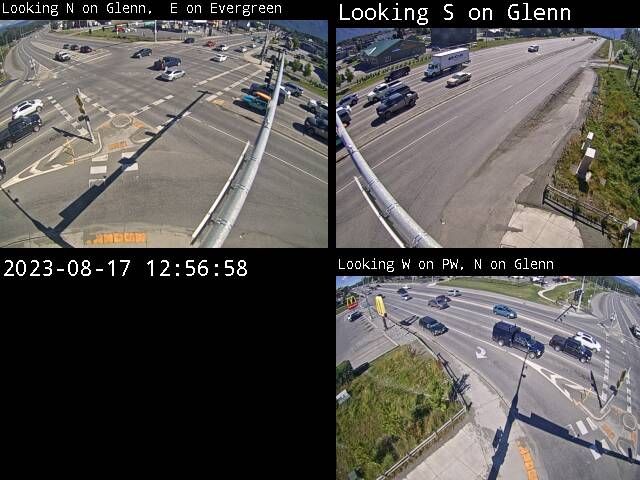 Looking N on Glenn,  E on Evergreen
Looking S on Glenn
2023-08-17 12:56:58
Looking W on PW, N on Glenn